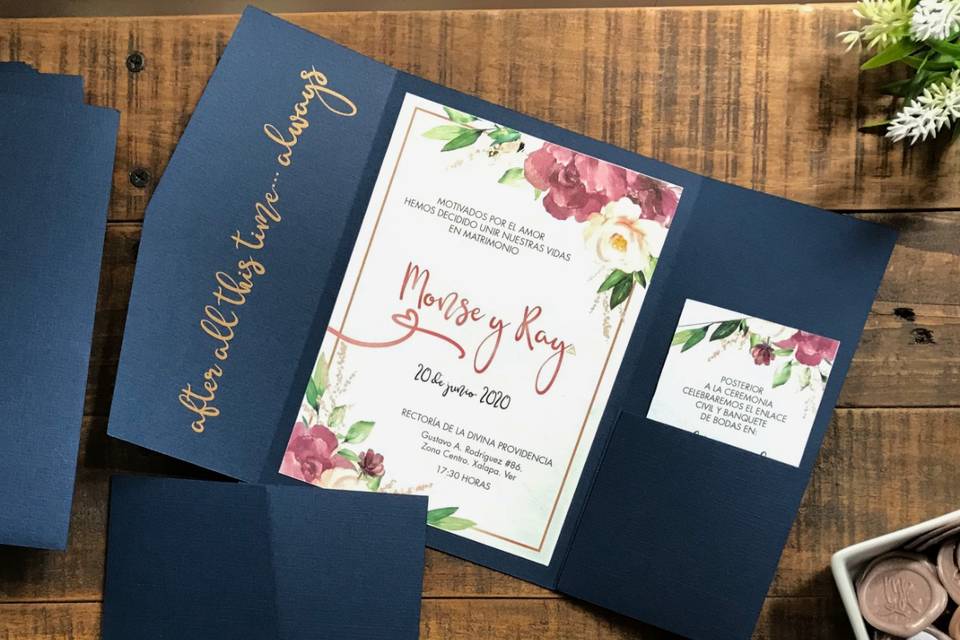 after all this time... always
MOTIVADOS POR EL AMOR
HEMOS DECIDIDO UNIR NUESTRAS VIDAS
EN MATRIMONIO
Monse y Ray
20 de junio 2020
RECTORÍA DE LA DIVINA PROVIDENCIA
Gustavo A. Rodríguez #86.
Zona Centro, Xalapa. Ver
17:30 HORAS
POSTERIOR
A LA CEREMONIA
CELEBRAREMOS EL ENLACE
CIVIL Y BANQUETE
DE BODAS EN: